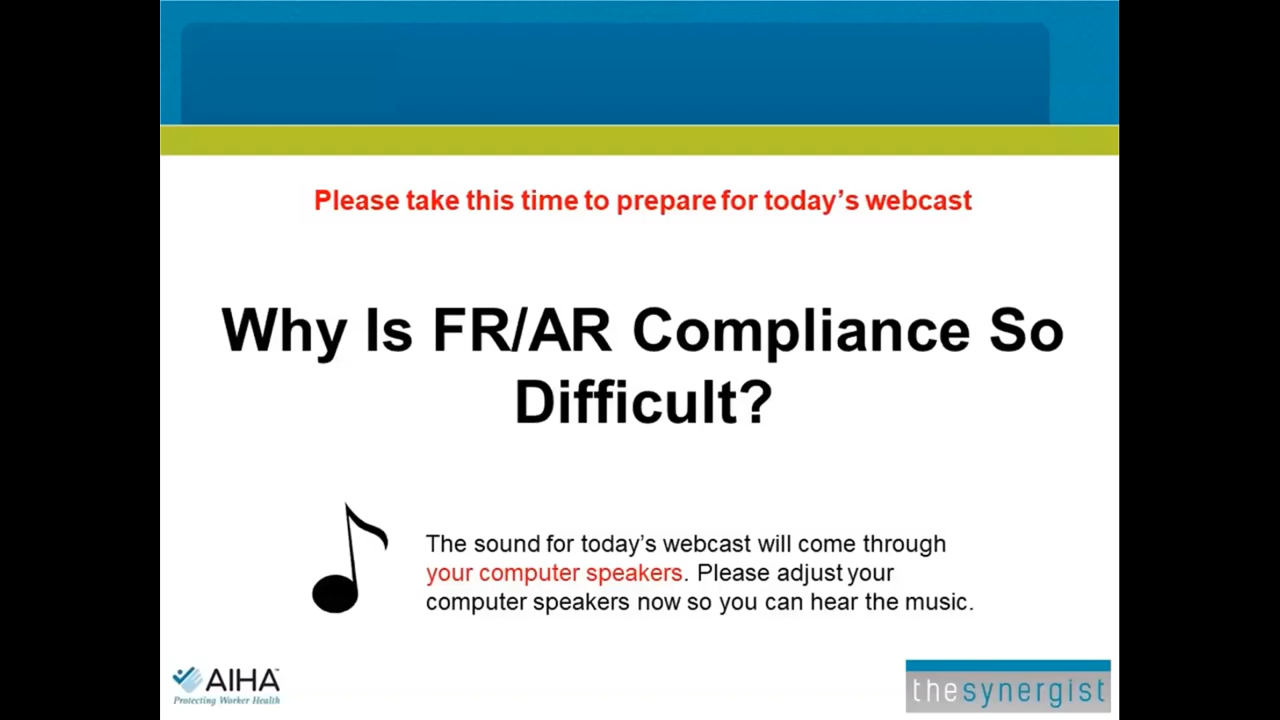 Please take this time to prepare for today's webcast
Why Is FR/AR Compliance So
Difficult?
The sound for today's webcast will come through
your computer speakers. Please adjust your
computer speakers now so you can hear the music.
AIHA™
Protecting Worker Health
thesynergist